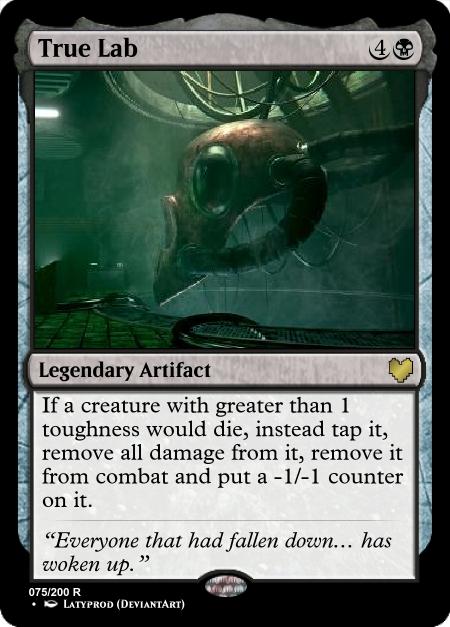 True Lab 4
Legendary Artifact
If a creature with greater than 1
toughness would die, instead tap it,
remove all damage from it, remove it
from combat and put a -1/-1 counter
on it.
“Everyone that had fallen down… has
woken up.”
075/200 R
• LATYPROD (DEVIANTART)